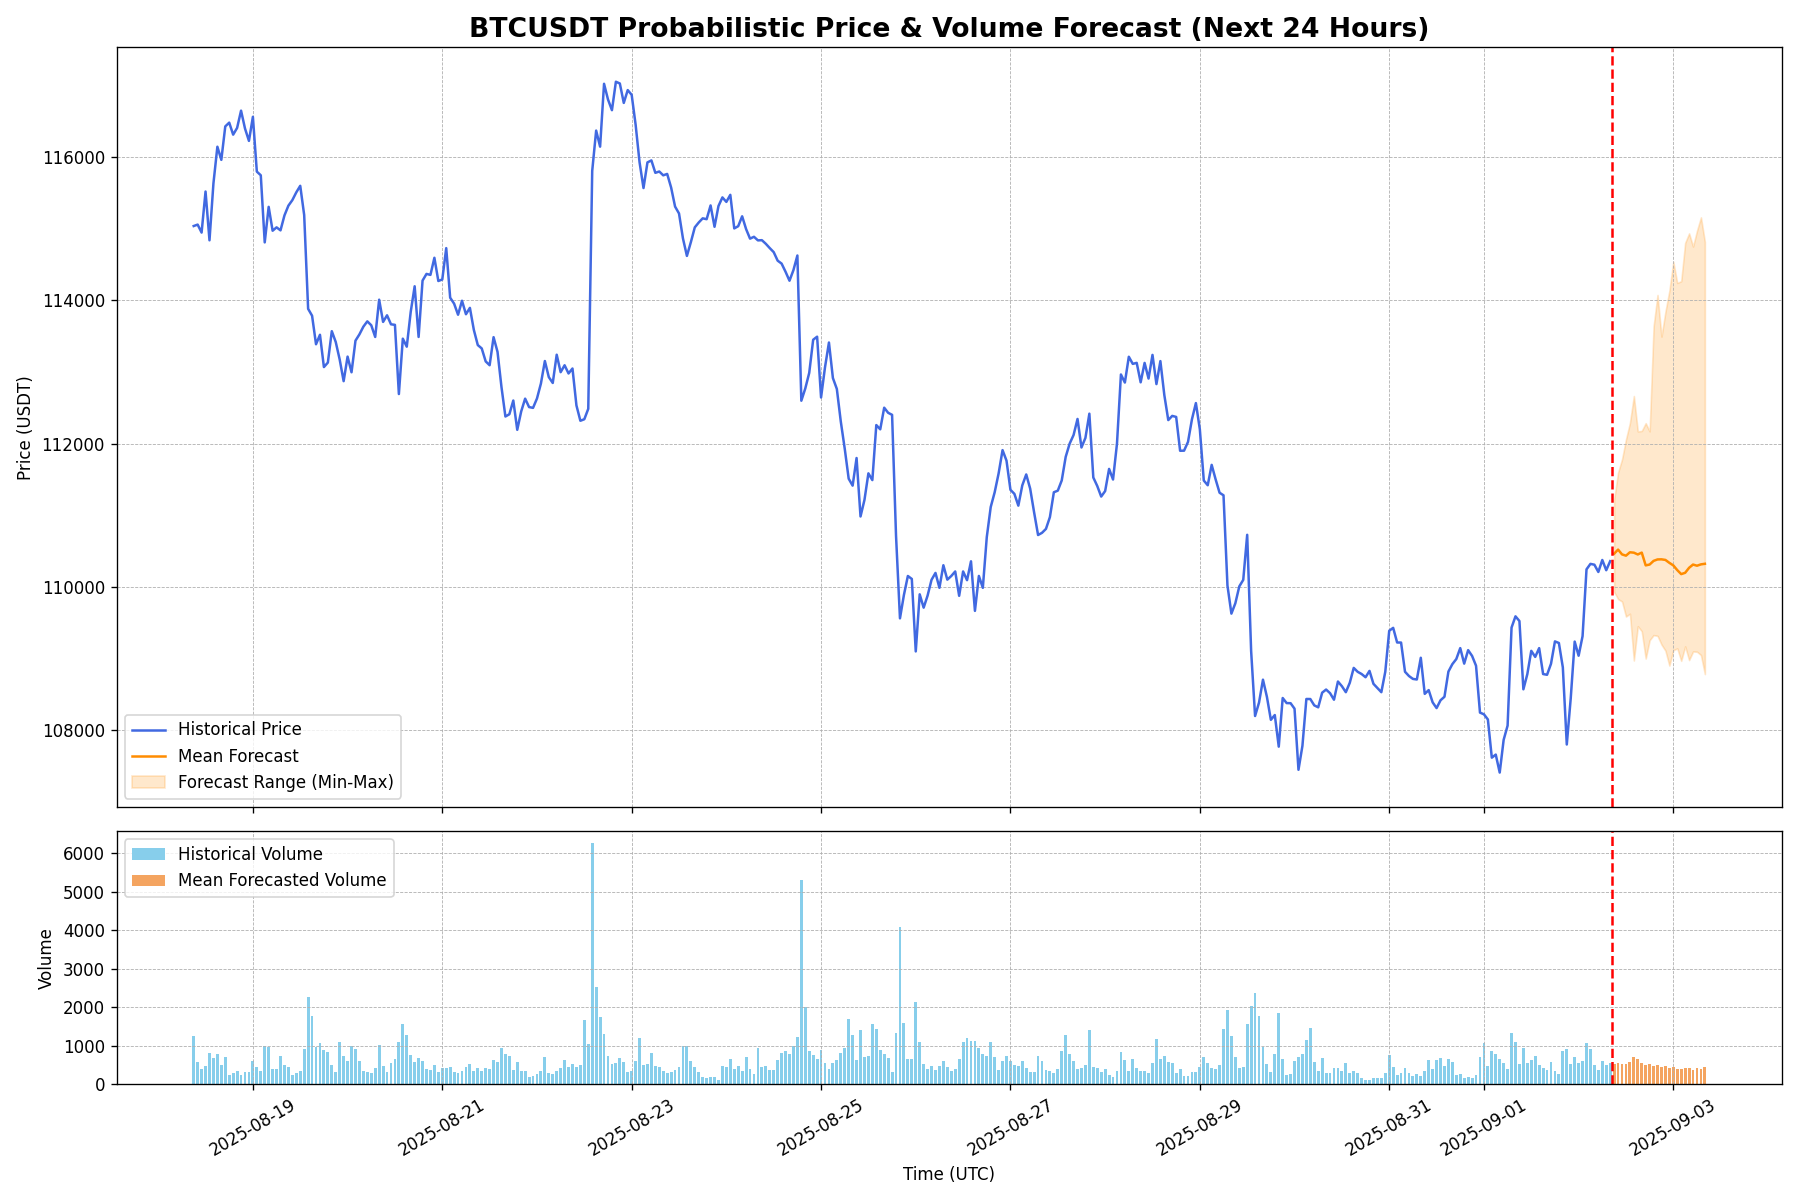 BTCUSDT Probabilistic Price & Volume Forecast (Next 24 Hours)
Price (USDT)
116000
114000
112000
110000
108000
Historical Price
Mean Forecast
Forecast Range (Min-Max)
Volume
6000
5000
4000
3000
2000
1000
0
Historical Volume
Mean Forecasted Volume
2025-08-19
2025-08-21
2025-08-23
2025-08-25
2025-08-27
2025-08-29
2025-08-31
2025-09-01
2025-09-03
Time (UTC)